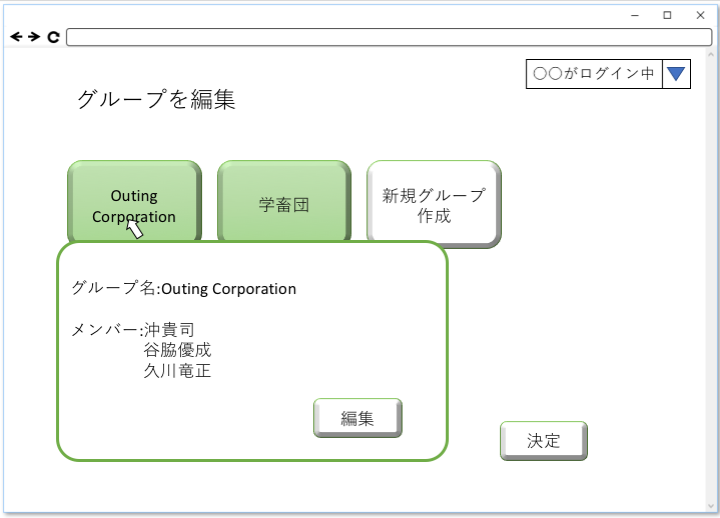 ○○がログイン中
グループを編集
Outing
Corporation
学畜団
新規グループ
作成
グループ名:Outing Corporation
メンバー:沖貴司
谷脇優成
久川竜正
編集
決定